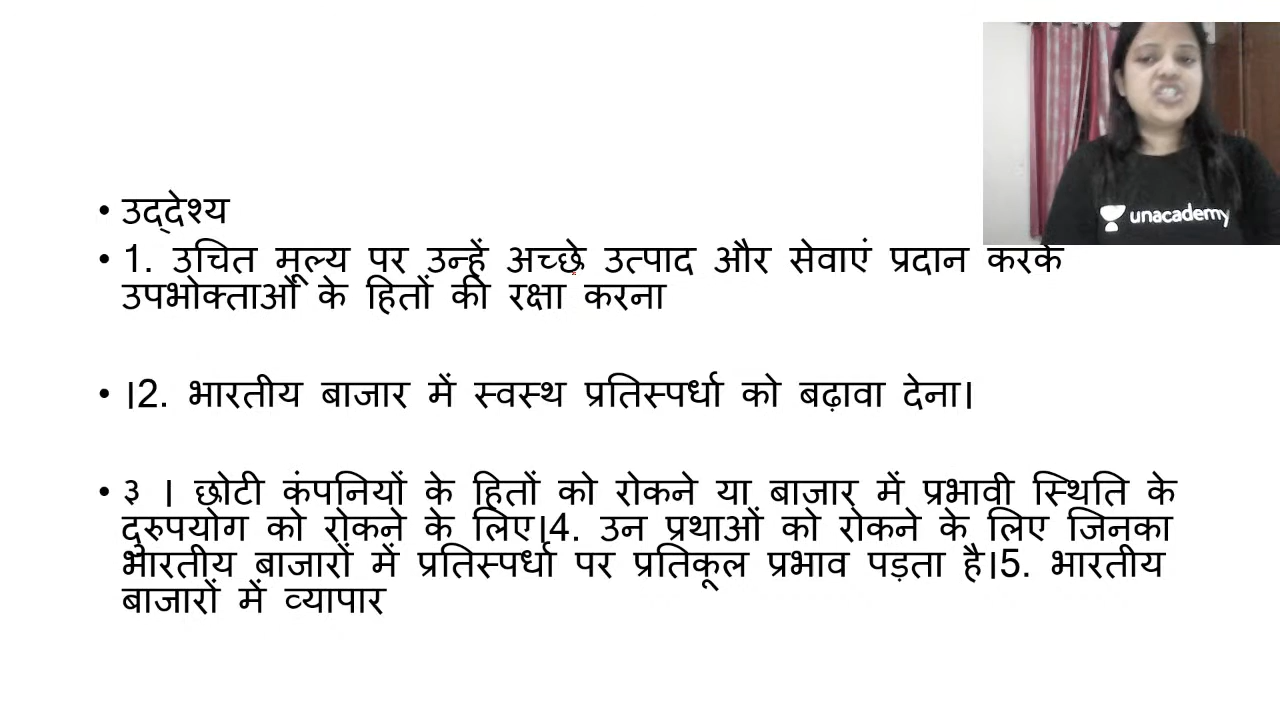 • उद्देश्य
• 1. उचित मूल्य पर उन्हें अच्छे उत्पाद और सेवाएं प्रदान करके
उपभोक्ताओं के हितों की रक्षा करना
• ।2. भारतीय बाजार में स्वस्थ प्रतिस्पर्धा को बढ़ावा देना।
• ३ । छोटी कंपनियों के हितों को रोकने या बाजार में प्रभावी स्थिति के
दुरुपयोग को रोकने के लिए।4. उन प्रथाओं को रोकने के लिए जिनका
भारतीय बाजारों में प्रतिस्पर्धा पर प्रतिकूल प्रभाव पड़ता है।5. भारतीय
बाजारों में व्यापार
unacademy